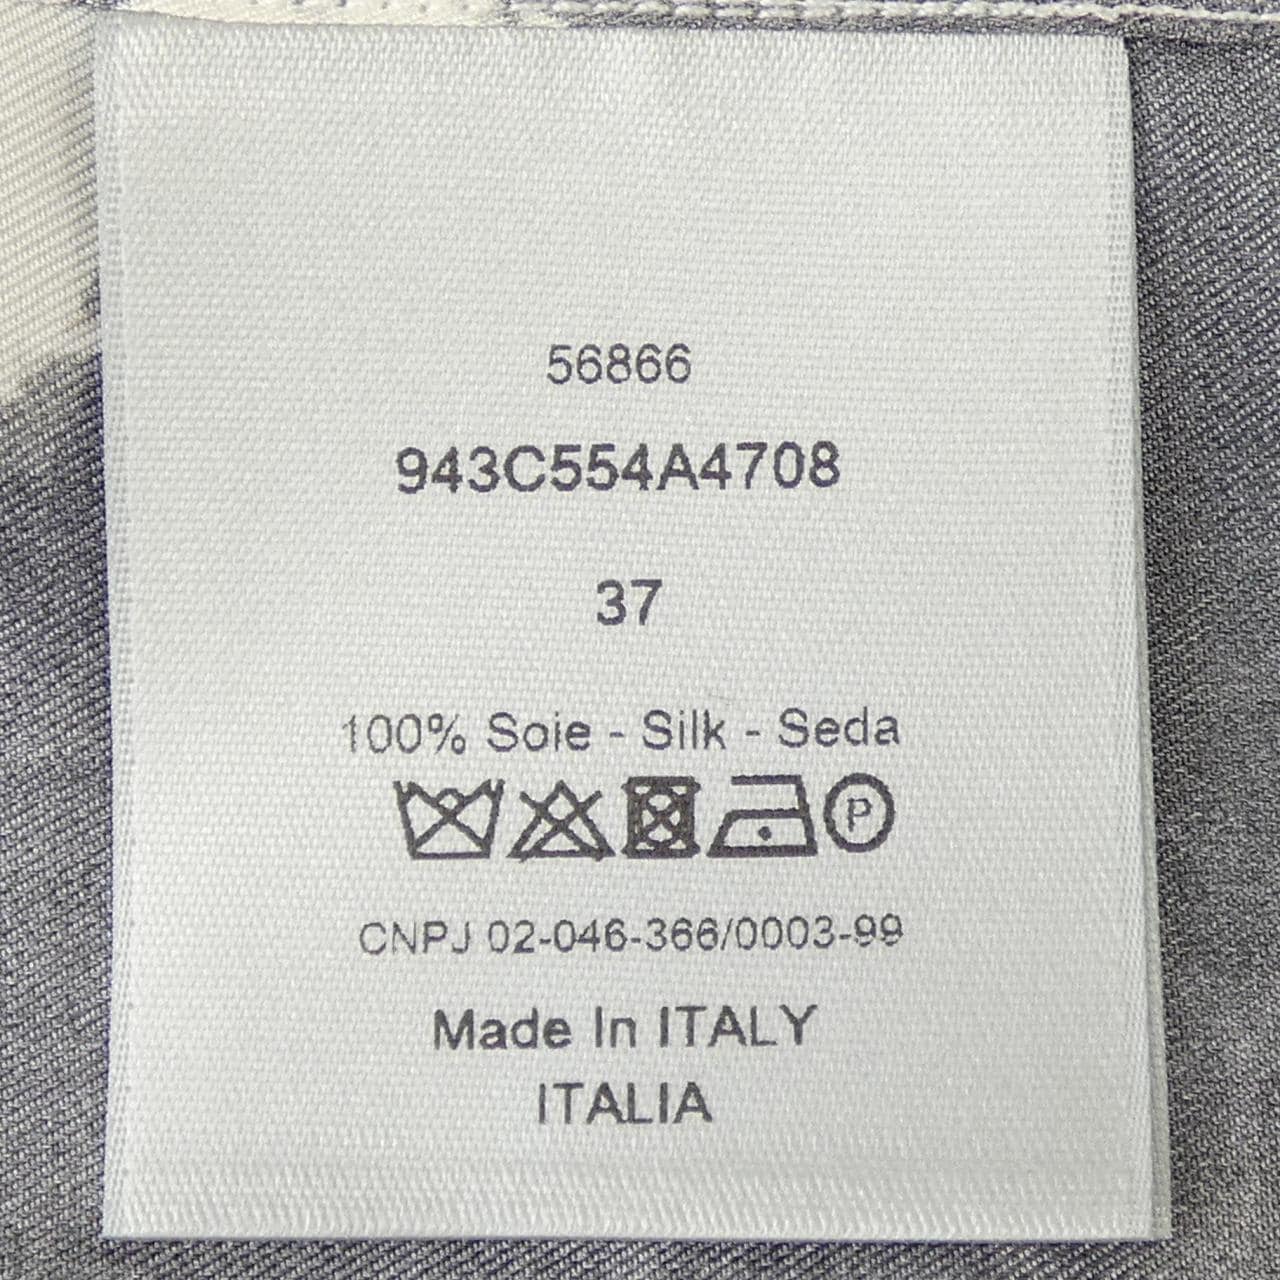 56866
943C554A4708
37
100% Soie - Silk - Seda
P
CNPJ 02-046-366/0003-99
Made In ITALY
ITALIA